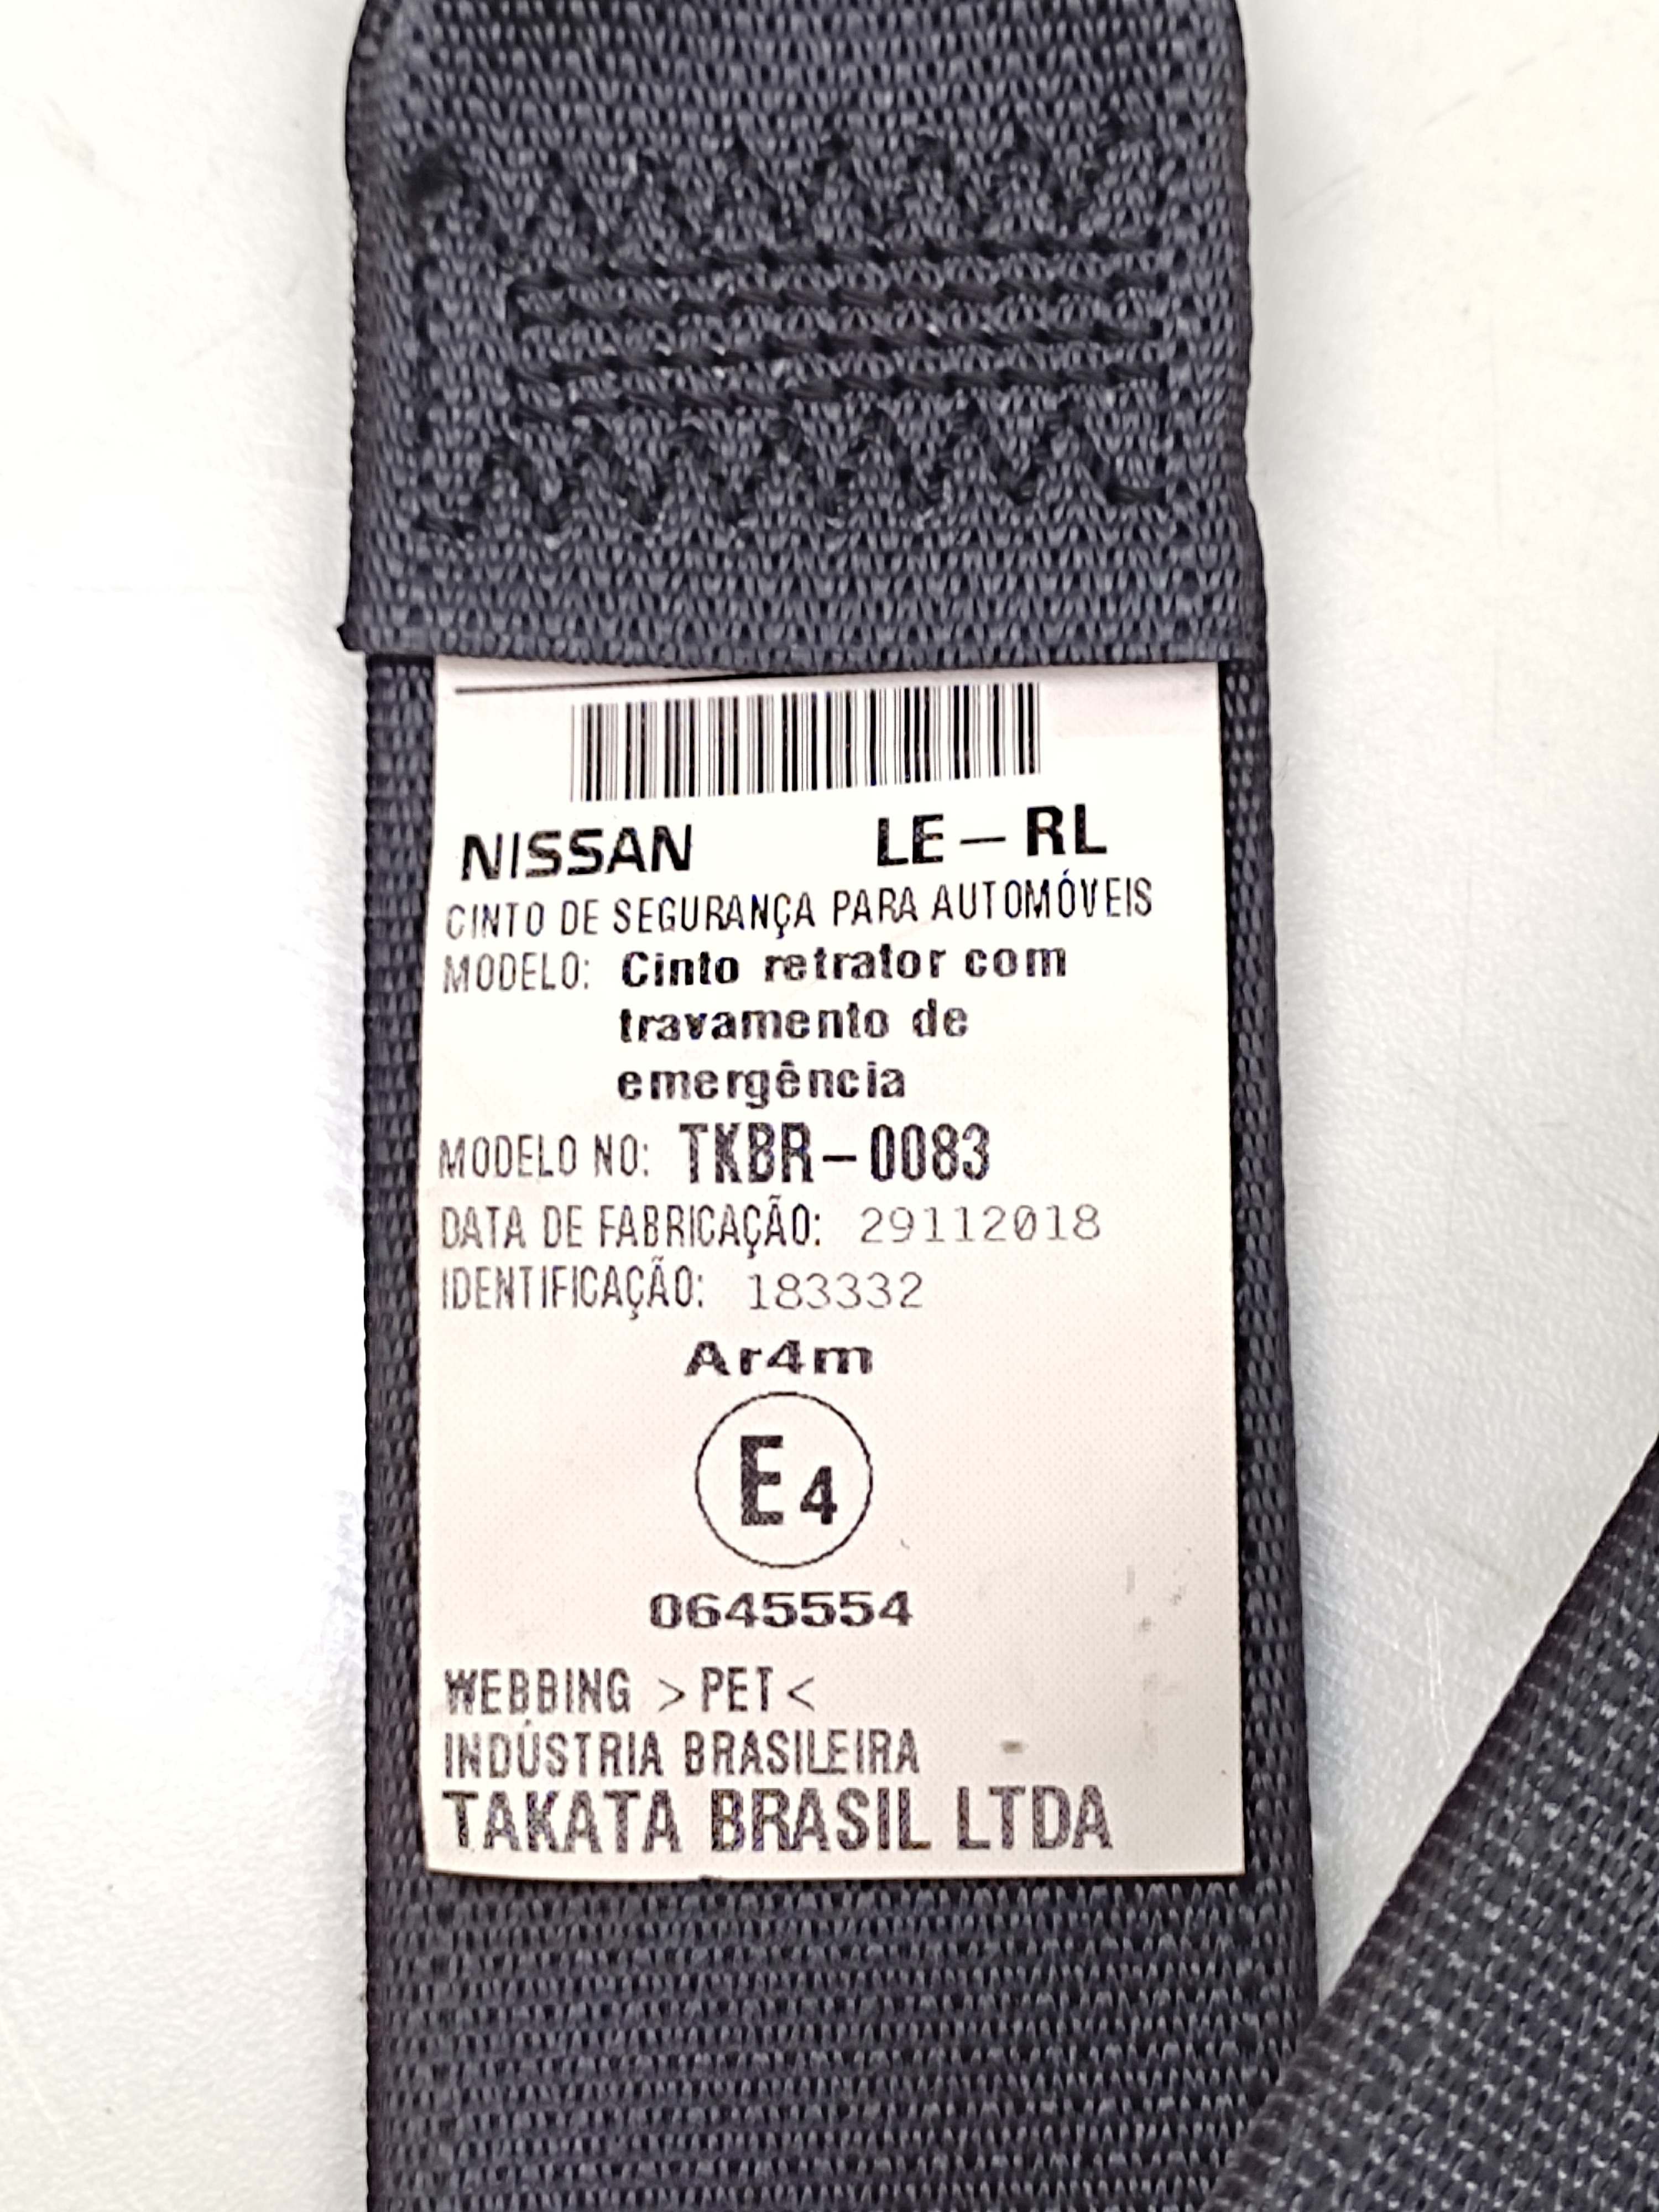 NISSAN LE-RL
CINTO DE SEGURANÇA PARA AUTOMÓVEIS
MODELO: Cinto retrator com
travamento de
emergência
MODELO NO: TKBR-0083
DATA DE FABRICAÇÃO: 29112018
IDENTIFICAÇÃO: 183332
Ar4m
E4
0645554
WEBBING >PET<
INDÚSTRIA BRASILEIRA
TAKATA BRASIL LTDA